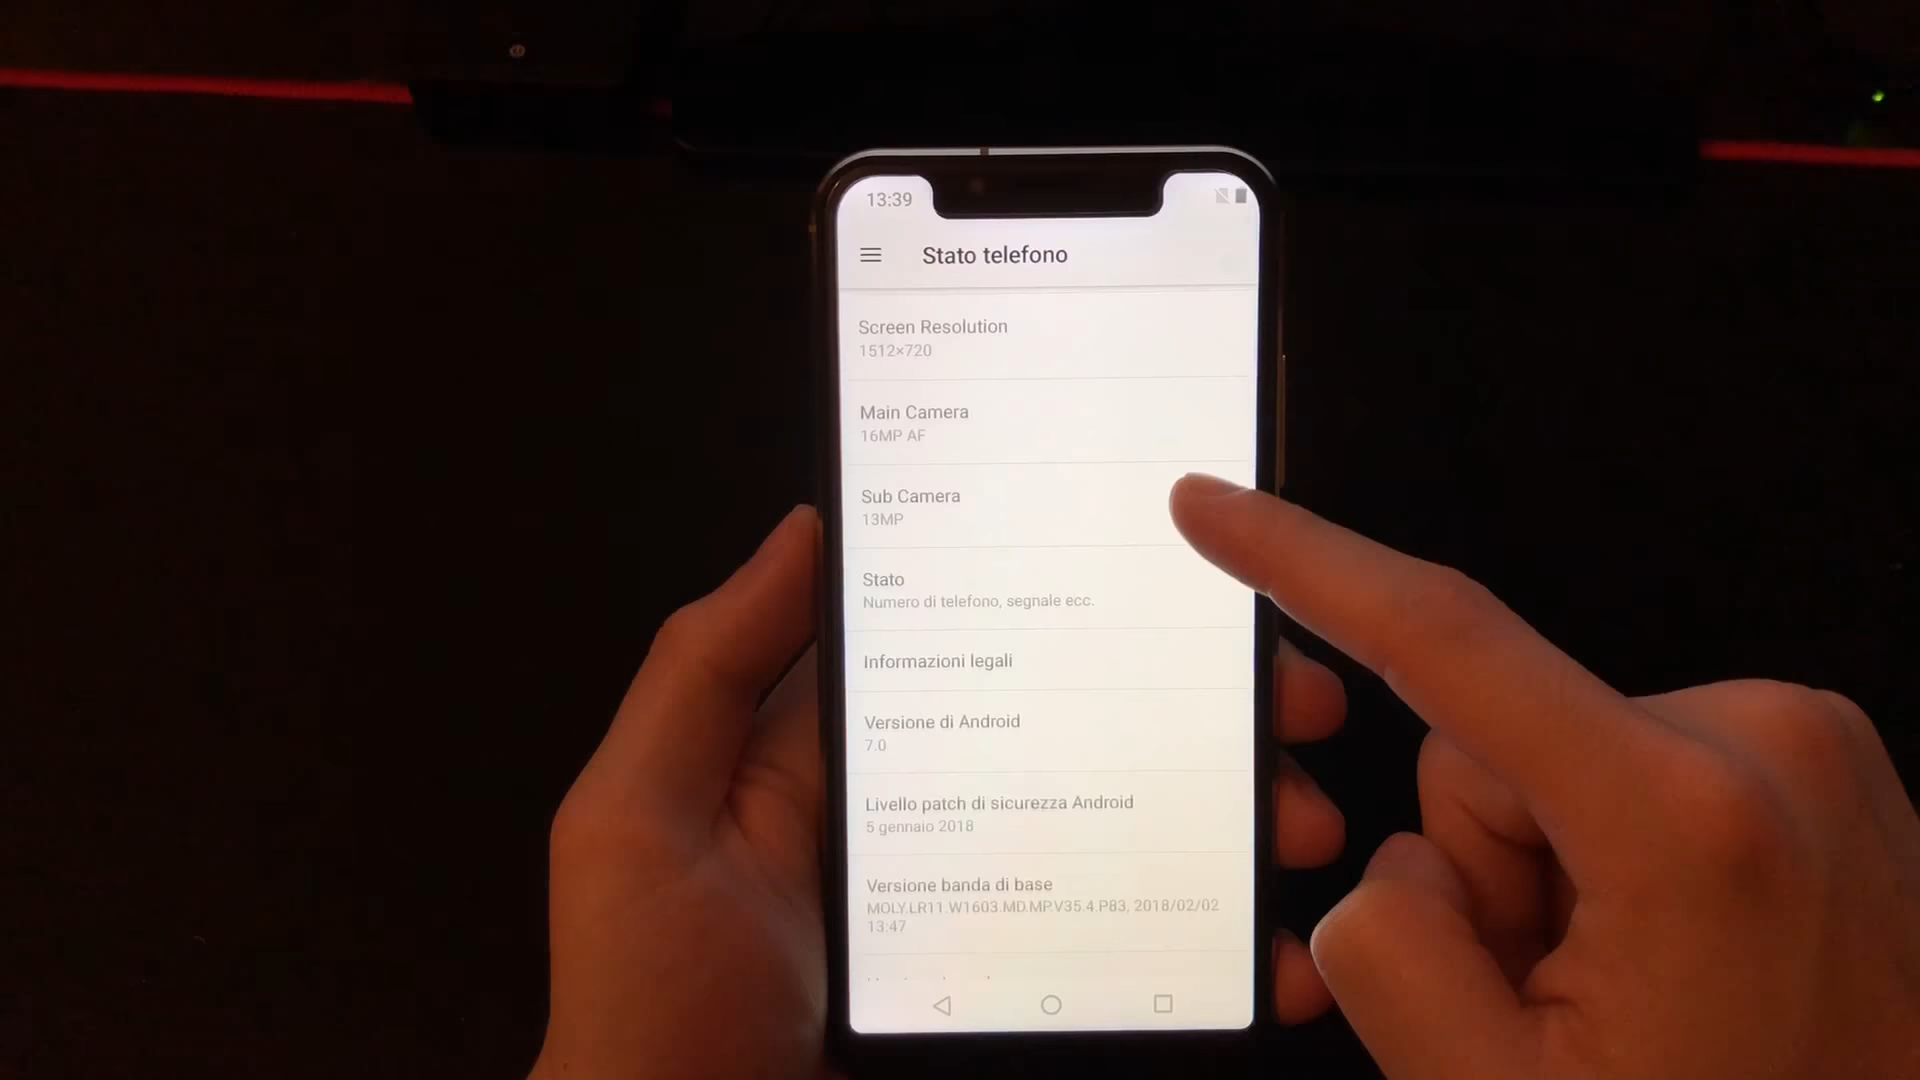 13:39
Stato telefono
Screen Resolution
1512×720
Main Camera
16MP AF
Sub Camera
13MP
Stato
Numero di telefono, segnale ecc.
Informazioni legali
Versione di Android
7.0
Livello patch di sicurezza Android
5 gennaio 2018
Versione banda di base
MOLY.LR11.W1603.MD.MP.V35.4.P83, 2018/02/02
13:47